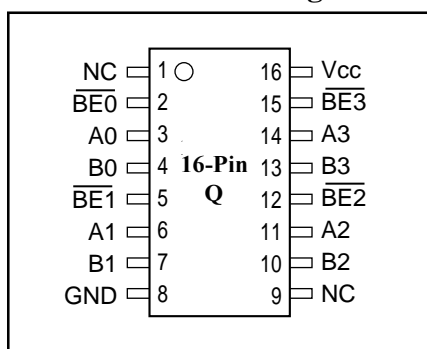 NC 1 16 Vcc
BE0 2 15 BE3
A0 3 14 A3
B0 4 16-Pin 13 B3
BE1 5 Q 12 BE2
A1 6 11 A2
B1 7 10 B2
GND 8 9 NC